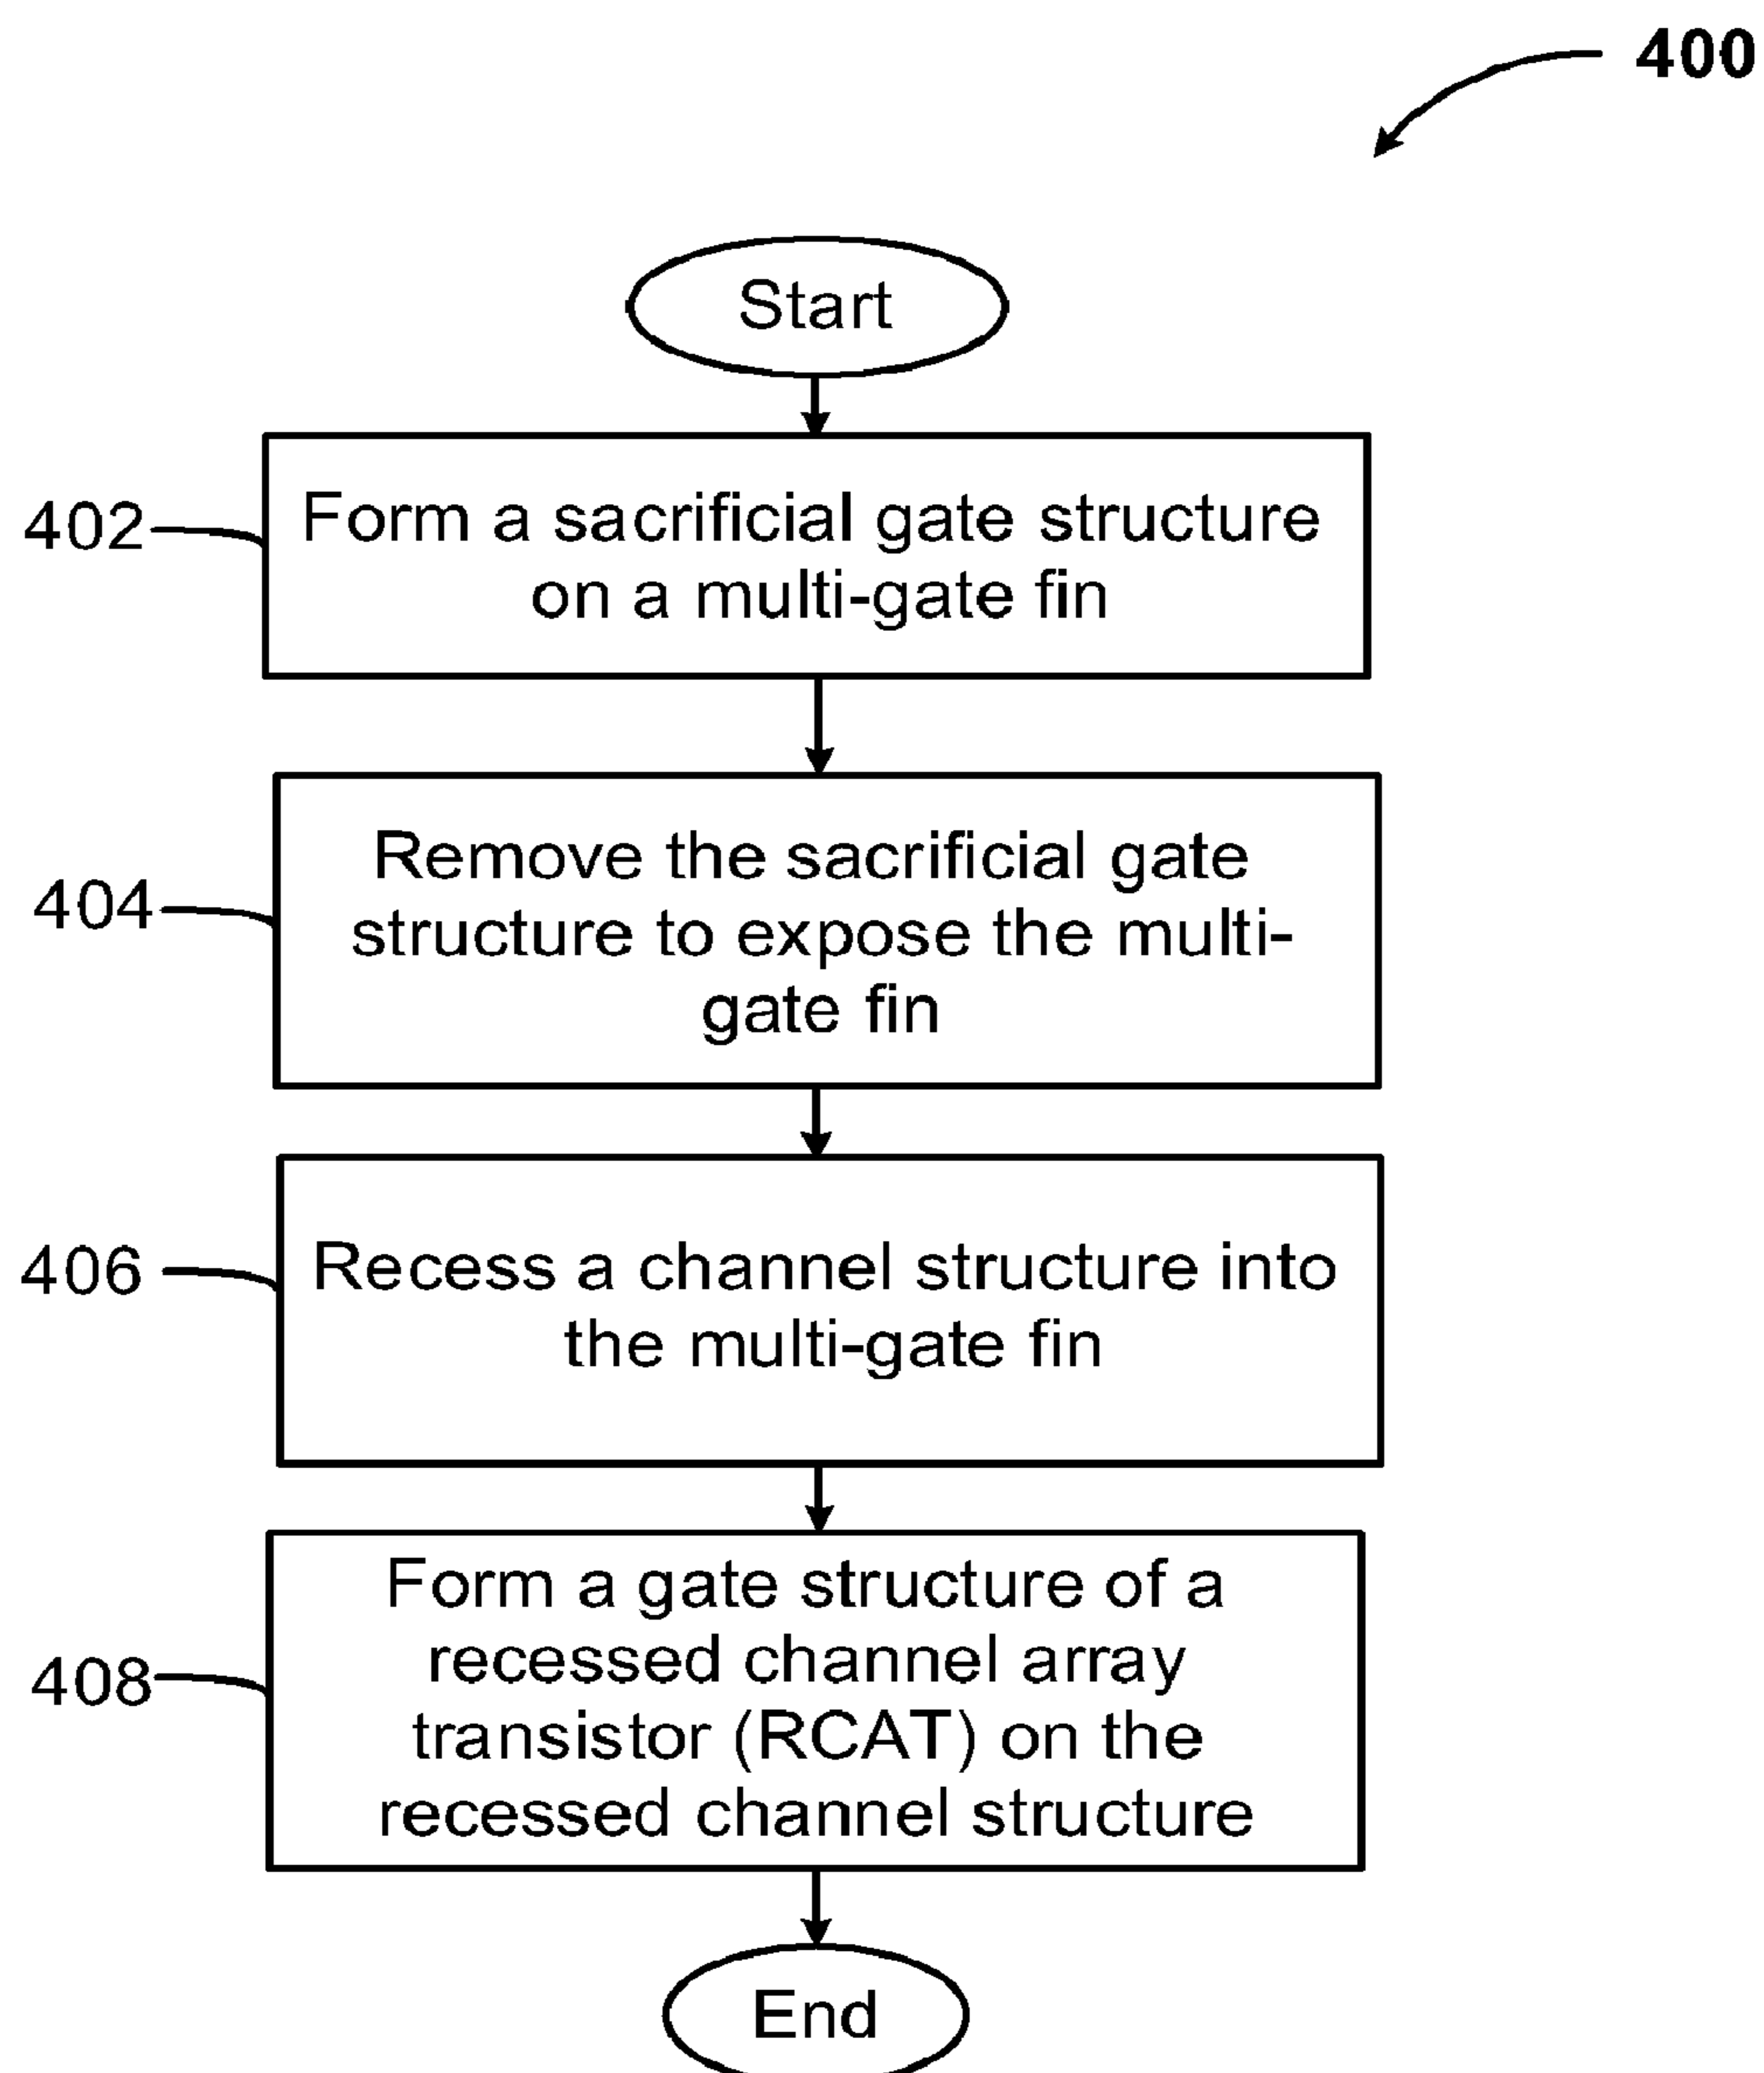 400
Start
402
Form a sacrificial gate structure
on a multi-gate fin
404
Remove the sacrificial gate
structure to expose the multi-
gate fin
406
Recess a channel structure into
the multi-gate fin
408
Form a gate structure of a
recessed channel array
transistor (RCAT) on the
recessed channel structure
End